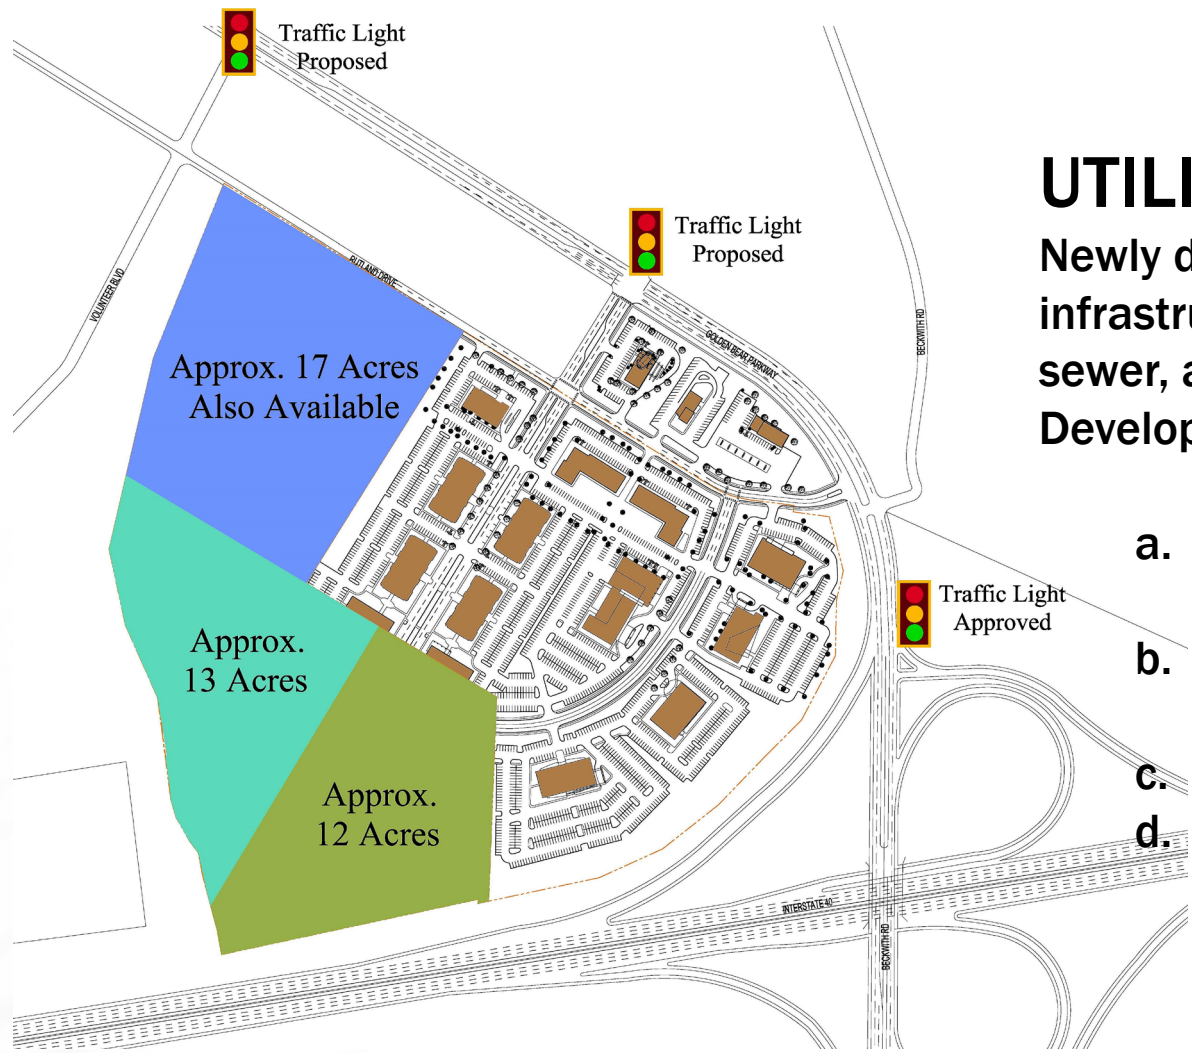 Traffic Light
Proposed
Traffic Light
Proposed
UTILI
Newly d
infrastru
sewer, a
Develop
VOLUNTEER BLVD
RUTLAND DRIVE
GOLDEN BEAR PARKWAY
BECKWITH RD
Approx. 17 Acres
Also Available
a.
Traffic Light
Approved
b.
Approx.
13 Acres
c.
d.
Approx.
12 Acres
INTERSTATE 40
BECKWITH RD